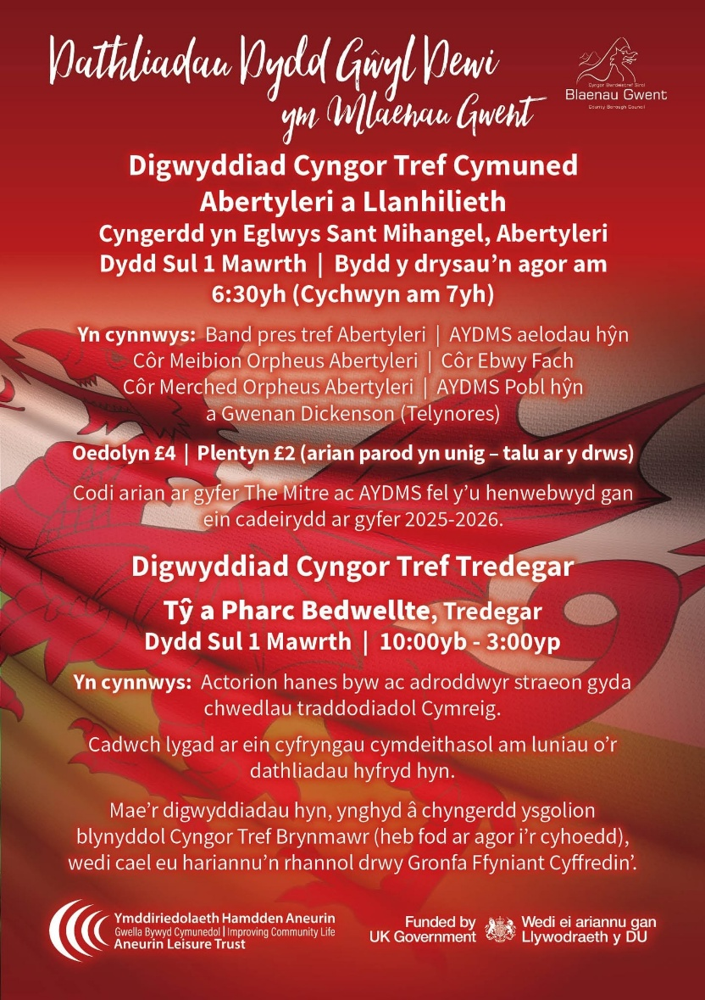 Dathliadau Dydd Gŵyl Dewi
ym Mlaenau Gwent
Cyngor Bwrdeistref Sirol
Blaenau Gwent
County Borough Council
Digwyddiad Cyngor Tref Cymuned
Abertyleri a Llanhilieth
Cyngerdd yn Eglwys Sant Mihangel, Abertyleri
Dydd Sul 1 Mawrth | Bydd y drysau’n agor am
6:30yh (Cychwyn am 7yh)
Yn cynnwys: Band pres tref Abertyleri | AYDMS aelodau hŷn
Côr Meibion Orpheus Abertyleri | Côr Ebwy Fach
Côr Merched Orpheus Abertyleri | AYDMS Pobl hŷn
a Gwenan Dickenson (Telynores)
Oedolyn £4 | Plentyn £2 (arian parod yn unig – talu ar y drws)
Codi arian ar gyfer The Mitre ac AYDMS fel y’u henwebwyd gan
ein cadeirydd ar gyfer 2025-2026.
Digwyddiad Cyngor Tref Tredegar
Tŷ a Pharc Bedwellte, Tredegar
Dydd Sul 1 Mawrth | 10:00yb - 3:00yp
Yn cynnwys: Actorion hanes byw ac adroddwyr straeon gyda
chwedlau traddodiadol Cymreig.
Cadwch lygad ar ein cyfryngau cymdeithasol am luniau o’r
dathliadau hyfryd hyn.
Mae’r digwyddiadau hyn, ynghyd â chyngerdd ysgolion
blynyddol Cyngor Tref Brynmawr (heb fod ar agor i’r cyhoedd),
wedi cael eu hariannu’n rhannol drwy Gronfa Ffyniant Cyffredin’.
Ymddiriedolaeth Hamdden Aneurin
Gwella Bywyd Cymunedol | Improving Community Life
Aneurin Leisure Trust
Funded by
UK Government
Wedi ei ariannu gan
Llywodraeth y DU